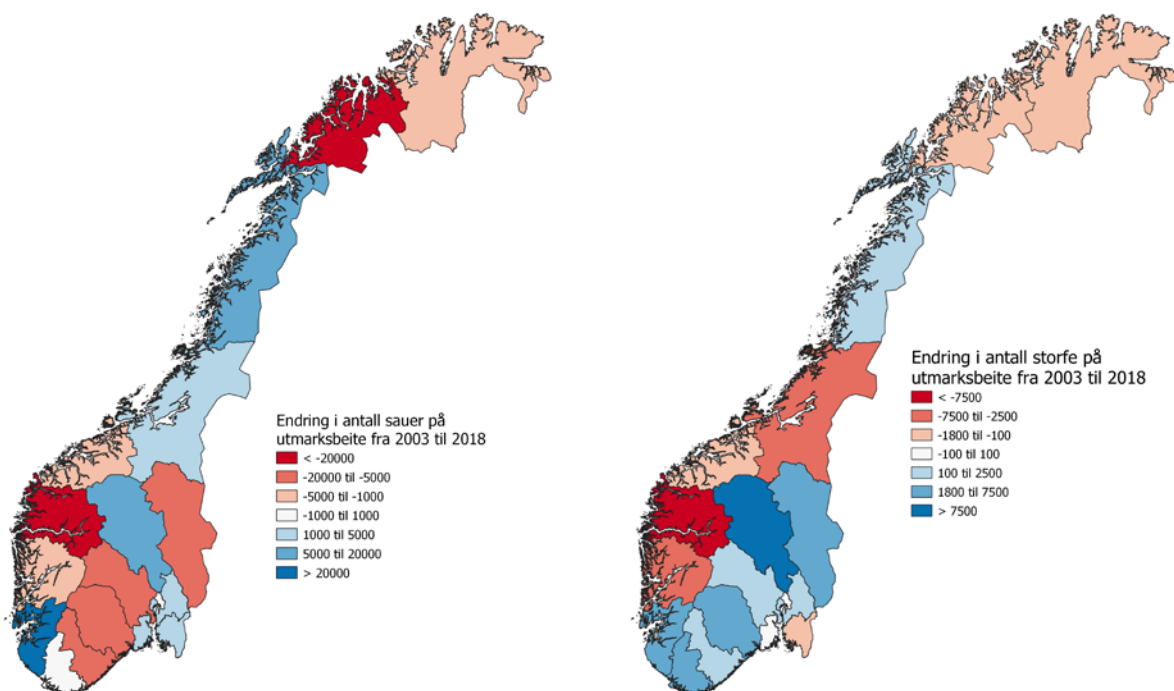 Endring i antall sauer på
utmarksbeite fra 2003 til 2018
< -20000
-20000 til -5000
-5000 til -1000
-1000 til 1000
1000 til 5000
5000 til 20000
> 20000
Endring i antall storfe på
utmarksbeite fra 2003 til 2018
< -7500
-7500 til -2500
-1800 til -100
-100 til 100
100 til 2500
1800 til 7500
> 7500